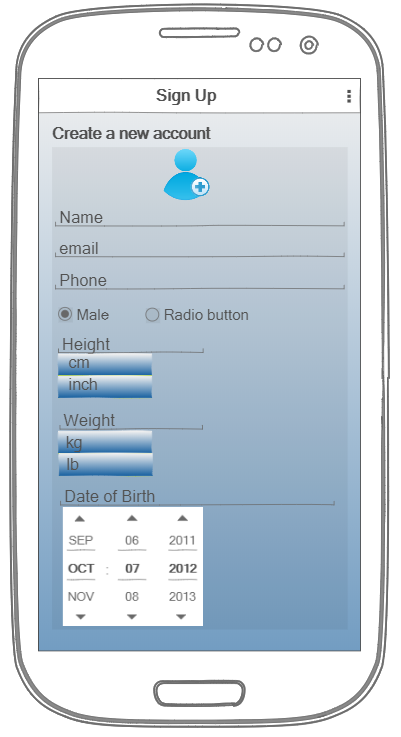 Sign Up
Create a new account
Name
email
Phone
Male Radio button
Height
cm
inch
Weight
kg
lb
Date of Birth
SEP 06 2011
OCT : 07 2012
NOV 08 2013